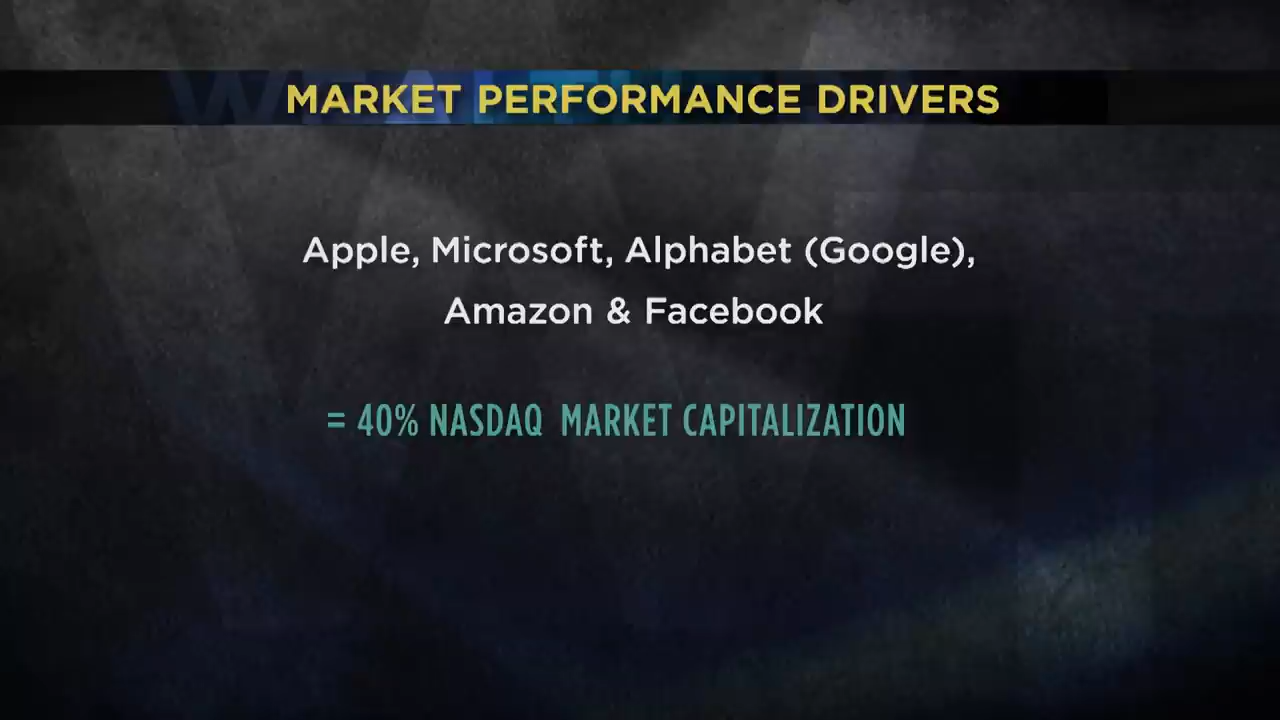 MARKET PERFORMANCE DRIVERS
Apple, Microsoft, Alphabet (Google),
Amazon & Facebook
= 40% NASDAQ MARKET CAPITALIZATION